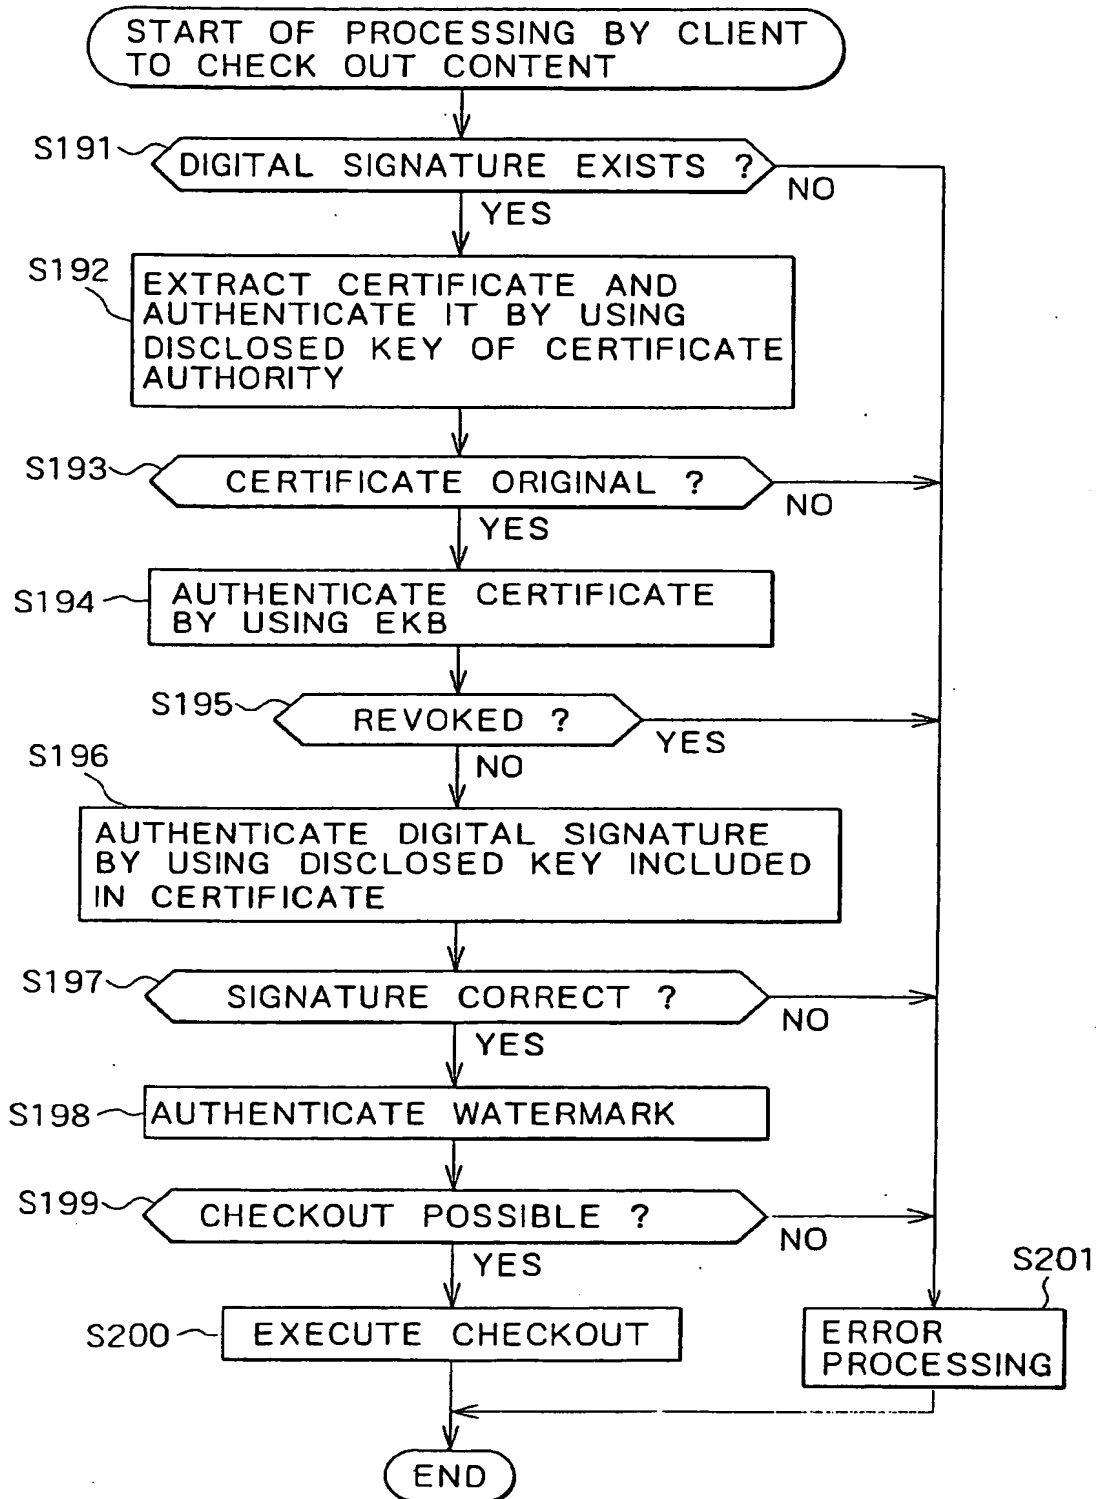 START OF PROCESSING BY CLIENT
TO CHECK OUT CONTENT
S191
DIGITAL SIGNATURE EXISTS ?
NO
YES
S192
EXTRACT CERTIFICATE AND
AUTHENTICATE IT BY USING
DISCLOSED KEY OF CERTIFICATE
AUTHORITY
S193
CERTIFICATE ORIGINAL ?
NO
YES
S194
AUTHENTICATE CERTIFICATE
BY USING EKB
S195
REVOKED ?
YES
NO
S196
AUTHENTICATE DIGITAL SIGNATURE
BY USING DISCLOSED KEY INCLUDED
IN CERTIFICATE
S197
SIGNATURE CORRECT ?
NO
YES
S198
AUTHENTICATE WATERMARK
S199
CHECKOUT POSSIBLE ?
NO
YES
S200
EXECUTE CHECKOUT
S201
ERROR
PROCESSING
END